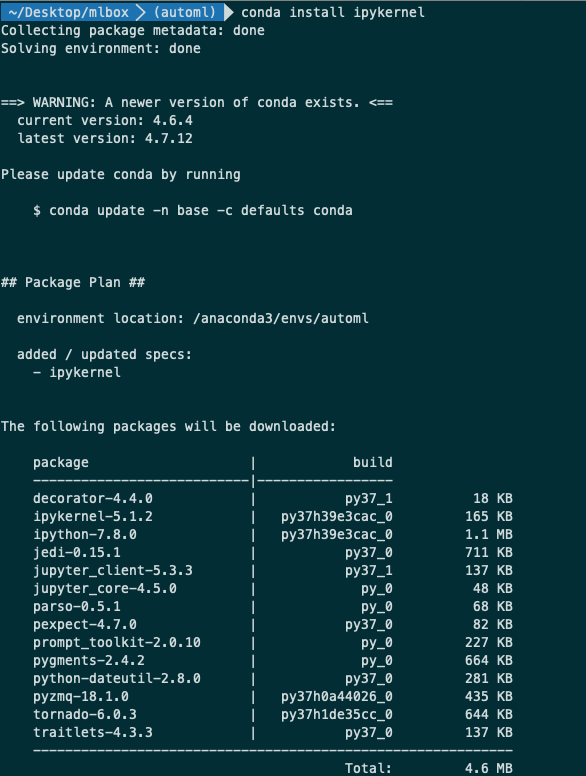 ~/Desktop/mlbox > (automl) conda install ipykernel
Collecting package metadata: done
Solving environment: done
==> WARNING: A newer version of conda exists. <==
  current version: 4.6.4
  latest version: 4.7.12
Please update conda by running
    $ conda update -n base -c defaults conda
## Package Plan ##
  environment location: /anaconda3/envs/automl
  added / updated specs:
    - ipykernel
The following packages will be downloaded:
    package                    |            build
    ---------------------------|-----------------
    decorator-4.4.0            |           py37_1          18 KB
    ipykernel-5.1.2            |   py37h39e3cac_0         165 KB
    ipython-7.8.0              |   py37h39e3cac_0         1.1 MB
    jedi-0.15.1                |           py37_0         711 KB
    jupyter_client-5.3.3       |           py37_1         137 KB
    jupyter_core-4.5.0         |             py_0          48 KB
    parso-0.5.1                |             py_0          68 KB
    pexpect-4.7.0              |           py37_0          82 KB
    prompt_toolkit-2.0.10      |             py_0         227 KB
    pygments-2.4.2             |             py_0         664 KB
    python-dateutil-2.8.0      |           py37_0         281 KB
    pyzmq-18.1.0               |   py37h0a44026_0         435 KB
    tornado-6.0.3              |   py37h1de35cc_0         644 KB
    traitlets-4.3.3            |           py37_0         137 KB
    ------------------------------------------------------------
                                           Total:         4.6 MB